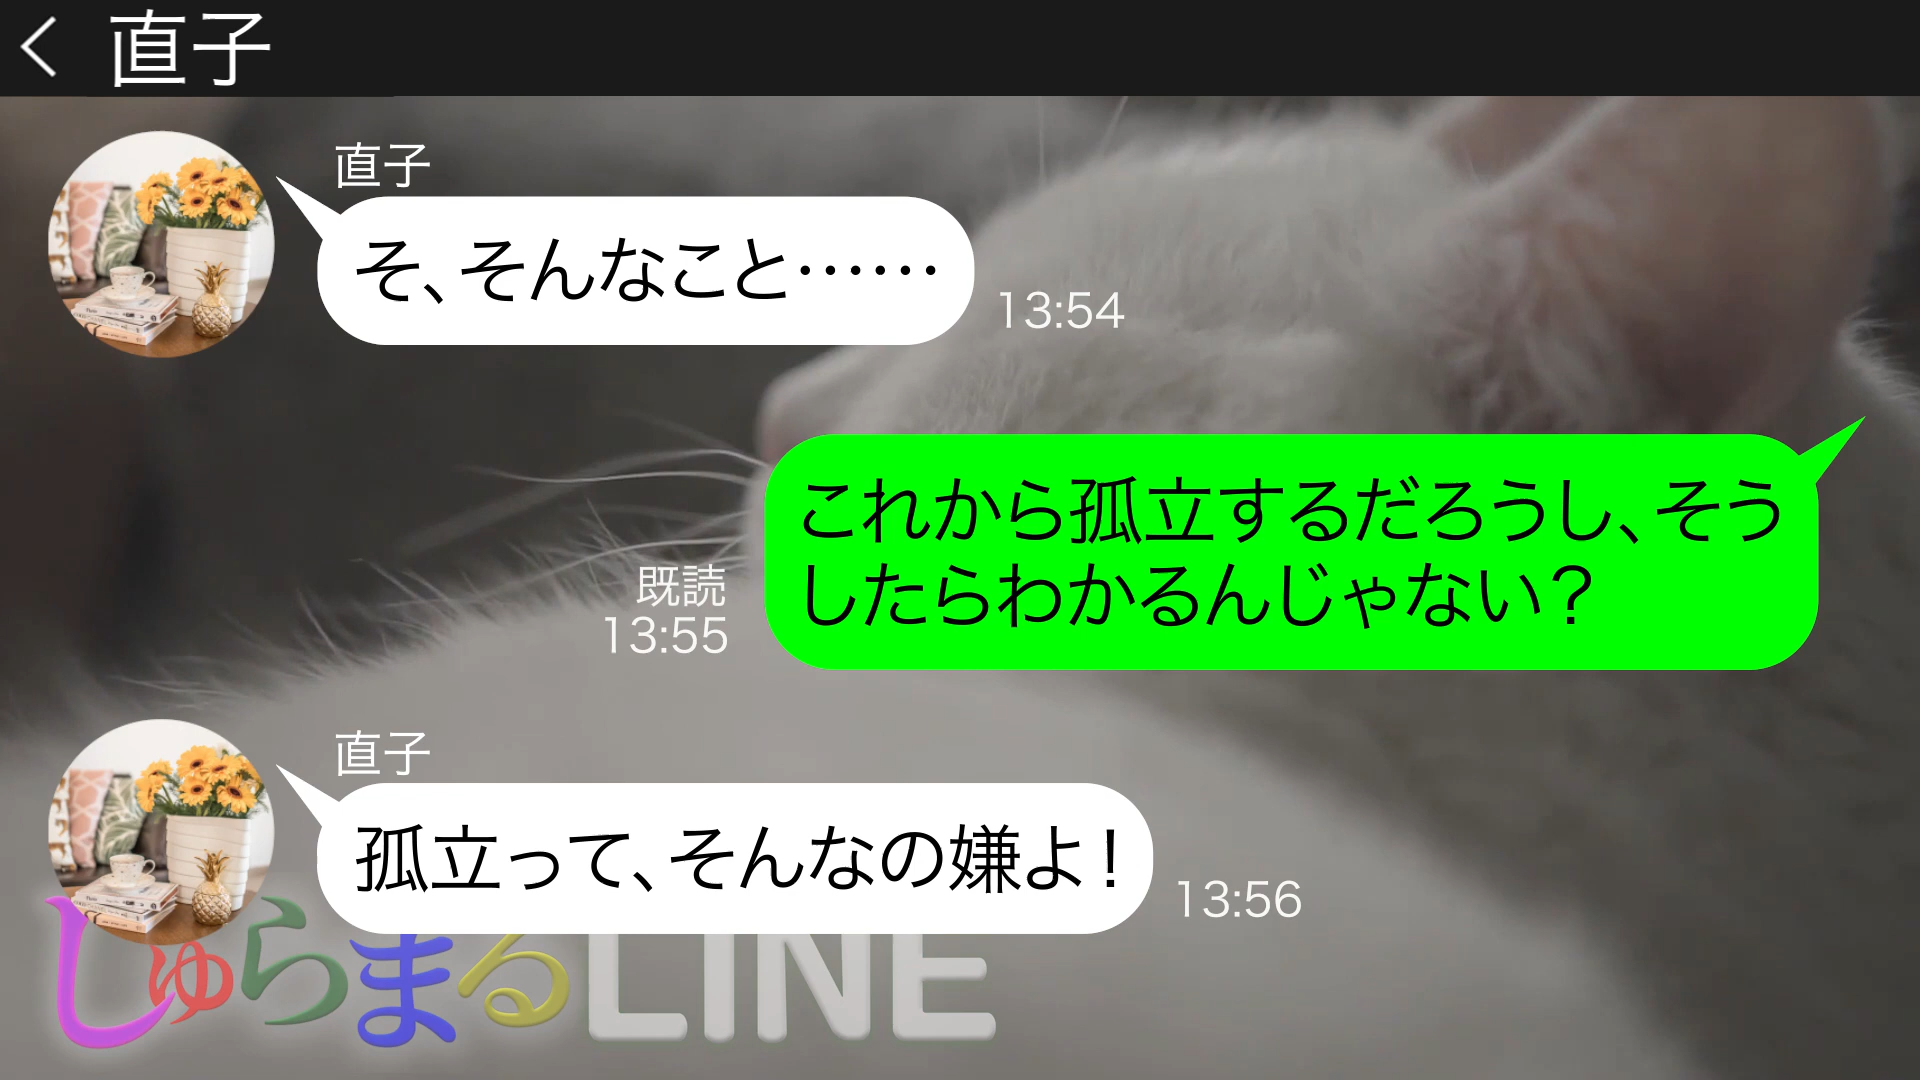 直子
直子
そ、そんなこと……
13:54
これから孤立するだろうし、そう
したらわかるんじゃない？
既読
13:55
直子
孤立って、そんなの嫌よ！
13:56
しゅらまるLINE